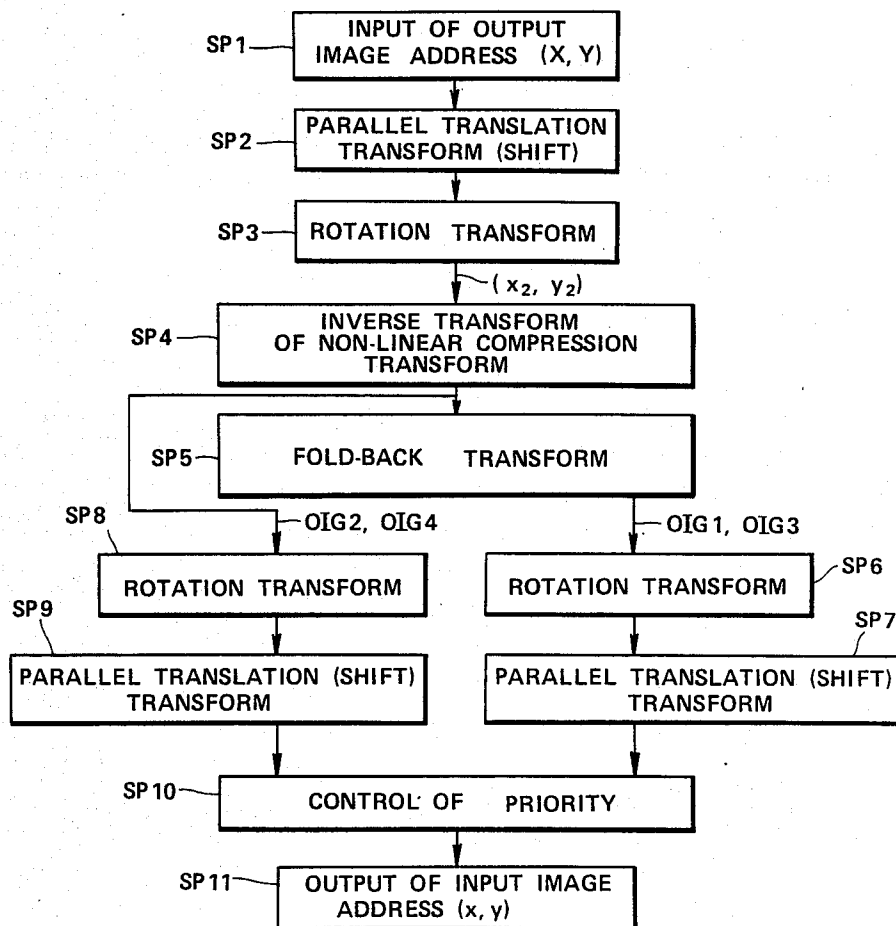 SP1
INPUT OF OUTPUT
IMAGE ADDRESS (X, Y)
SP2
PARALLEL TRANSLATION
TRANSFORM (SHIFT)
SP3
ROTATION TRANSFORM
(x₂, y₂)
SP4
INVERSE TRANSFORM
OF NON-LINEAR COMPRESSION
TRANSFORM
SP5
FOLD-BACK TRANSFORM
OIG2, OIG4
OIG1, OIG3
SP8
ROTATION TRANSFORM
SP6
ROTATION TRANSFORM
SP9
PARALLEL TRANSLATION (SHIFT)
TRANSFORM
SP7
PARALLEL TRANSLATION (SHIFT)
TRANSFORM
SP10
CONTROL OF PRIORITY
SP11
OUTPUT OF INPUT IMAGE
ADDRESS (x, y)